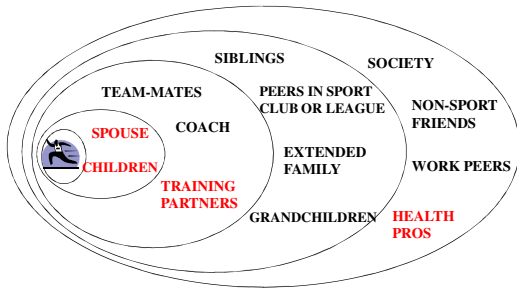 SIBLINGS
SOCIETY
TEAM-MATES
PEERS IN SPORT
CLUB OR LEAGUE
NON-SPORT
FRIENDS
SPOUSE
COACH
CHILDREN
EXTENDED
FAMILY
WORK PEERS
TRAINING
PARTNERS
GRANDCHILDREN
HEALTH
PROS